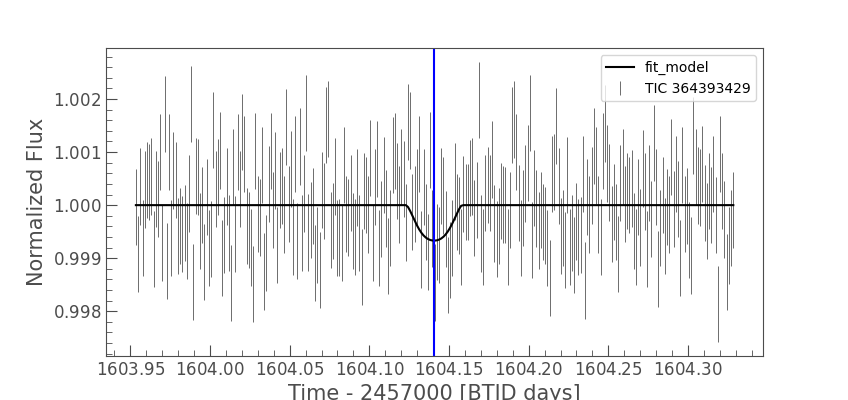 fit_model
TIC 364393429
Normalized Flux
1.002
1.001
1.000
0.999
0.998
1603.95 1604.00 1604.05 1604.10 1604.15 1604.20 1604.25 1604.30
Time - 2457000 [BTJD days]